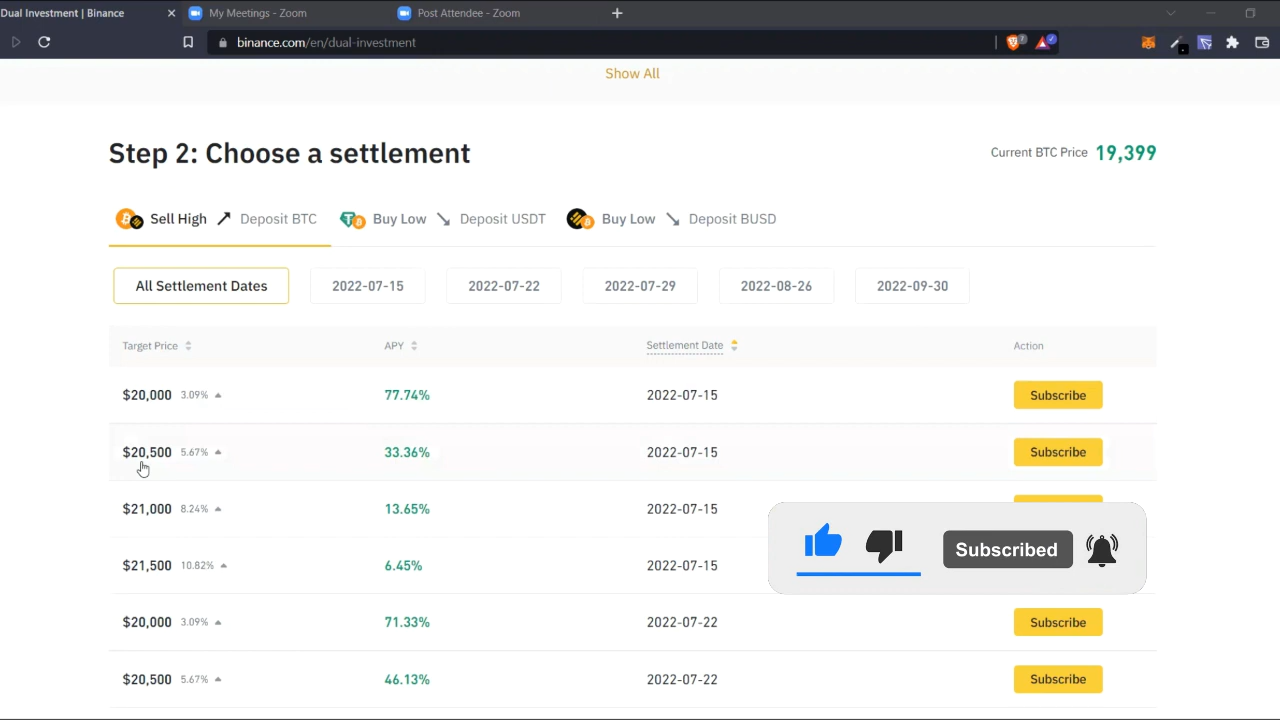 Dual Investment | Binance
My Meetings - Zoom
Post Attendee - Zoom
binance.com/en/dual-investment
Show All
Step 2: Choose a settlement
Current BTC Price 19,399
Sell High Deposit BTC Buy Low Deposit USDT Buy Low Deposit BUSD
All Settlement Dates 2022-07-15 2022-07-22 2022-07-29 2022-08-26 2022-09-30
Target Price APY Settlement Date Action
$20,000 3.09% 77.74% 2022-07-15 Subscribe
$20,500 5.67% 33.36% 2022-07-15 Subscribe
$21,000 8.24% 13.65% 2022-07-15
$21,500 10.82% 6.45% 2022-07-15
Subscribed
$20,000 3.09% 71.33% 2022-07-22 Subscribe
$20,500 5.67% 46.13% 2022-07-22 Subscribe